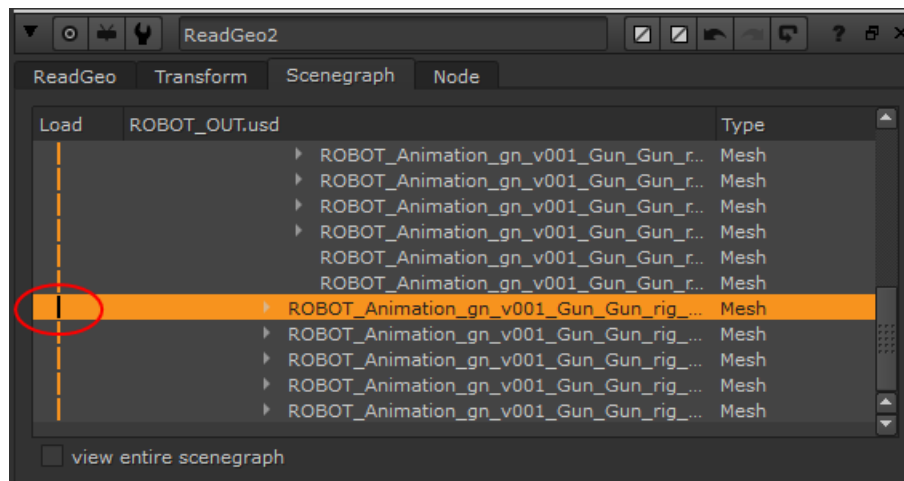 ReadGeo2 ?
ReadGeo Transform Scenegraph Node
Load ROBOT_OUT.usd Type
ROBOT_Animation_gn_v001_Gun_Gun_r... Mesh
ROBOT_Animation_gn_v001_Gun_Gun_r... Mesh
ROBOT_Animation_gn_v001_Gun_Gun_r... Mesh
ROBOT_Animation_gn_v001_Gun_Gun_r... Mesh
ROBOT_Animation_gn_v001_Gun_Gun_r... Mesh
ROBOT_Animation_gn_v001_Gun_Gun_r... Mesh
ROBOT_Animation_gn_v001_Gun_Gun_rig_... Mesh
ROBOT_Animation_gn_v001_Gun_Gun_rig_... Mesh
ROBOT_Animation_gn_v001_Gun_Gun_rig_... Mesh
ROBOT_Animation_gn_v001_Gun_Gun_rig_... Mesh
ROBOT_Animation_gn_v001_Gun_Gun_rig_... Mesh
view entire scenegraph